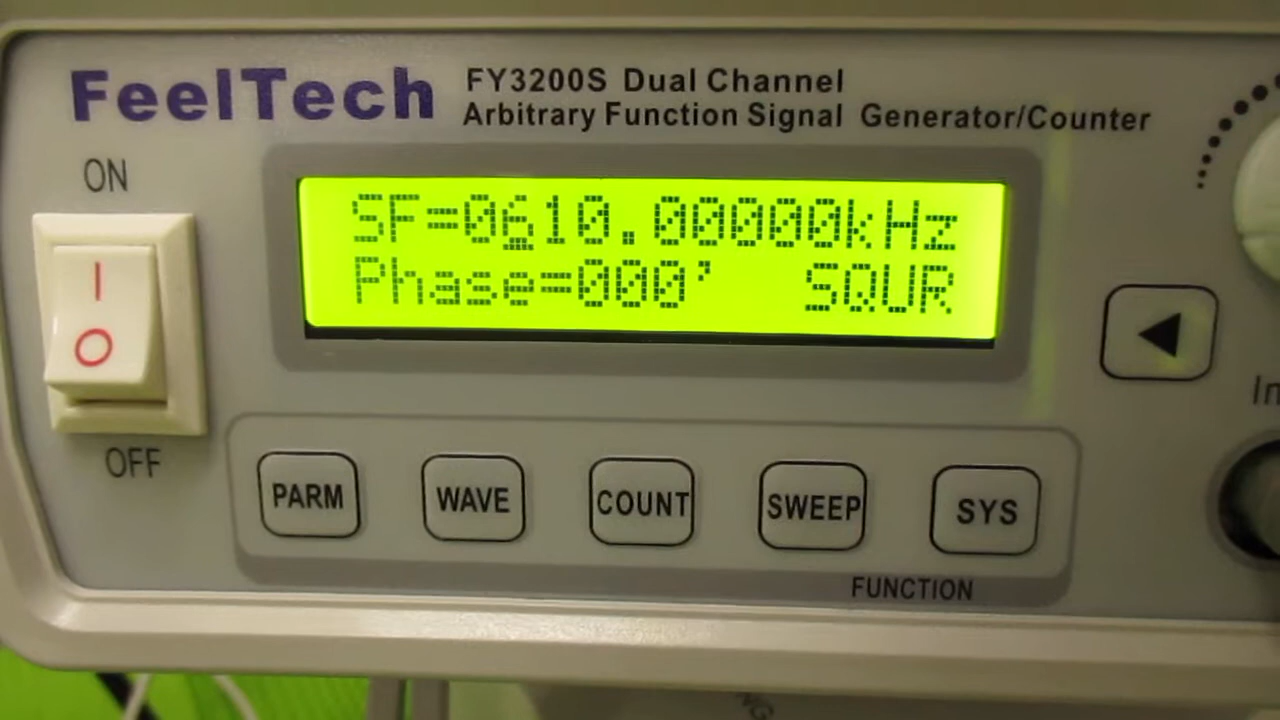 FeelTech
FY3200S Dual Channel
Arbitrary Function Signal Generator/Counter
ON
SF=0610.00000kHz
Phase=000' SQUR
OFF
PARM
WAVE
COUNT
SWEEP
SYS
FUNCTION